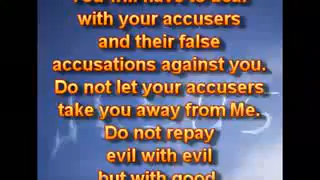 You will have to bear
with your accusers
and their false
accusations against you.
Do not let your accusers
take you away from Me.
Do not repay
evil with evil
but with good